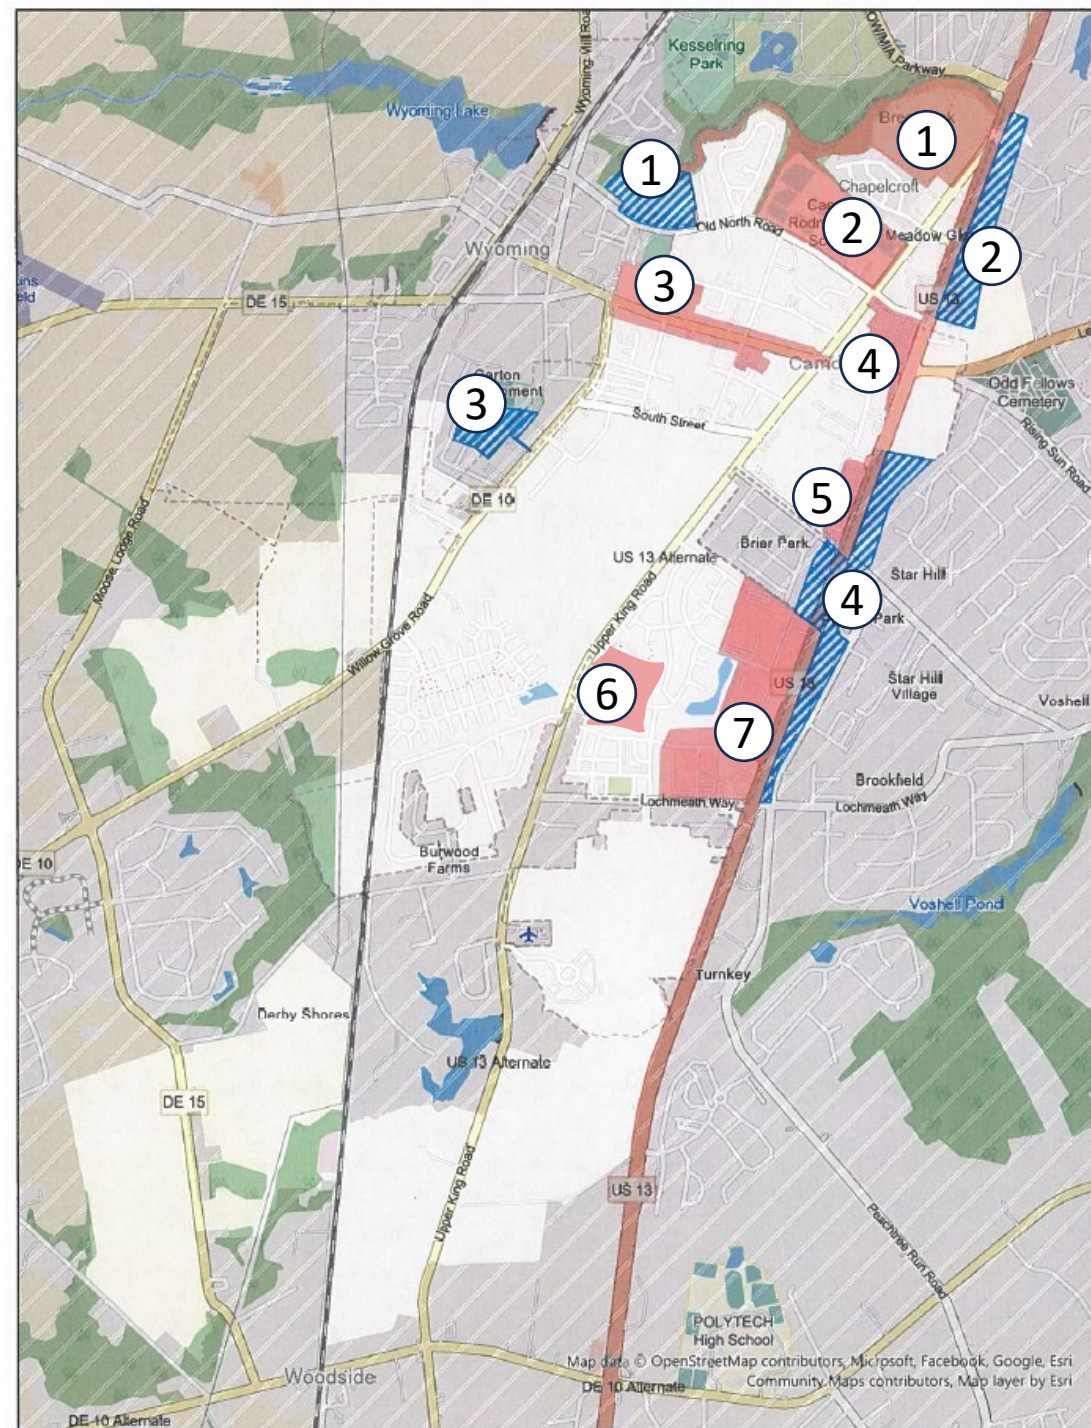 Kesselring
Park
Wyoming Mill Road
Parkway
Wyoming Lake
1
1
Chapelcroft
2
Old North Road
Meadow
2
Wyoming
3
DE 15
US 13
4
3
Odd Fellows
Cemetery
South Street
Rising Sun Road
DE 10
5
Moose Lodge Road
US 13 Alternate
Briar Park
Star Hill
4
Park
Upper King Road
Willow Grove Road
Star Hill
Village
Voshell
6
US 13
7
Brookfield
Lochmeath Way
Lochmeath Way
Burwood
Farms
DE 10
Voshell Pond
Turnkey
Derby Shores
US 13 Alternate
DE 15
Upper King Road
US 13
Peachtree Run Road
POLYTECH
High School
Map data © OpenStreetMap contributors, Microsoft, Facebook, Google, Esri
Community Maps contributors, Map layer by Esri
Woodside
DE 10 Alternate
DE 10 Alternate